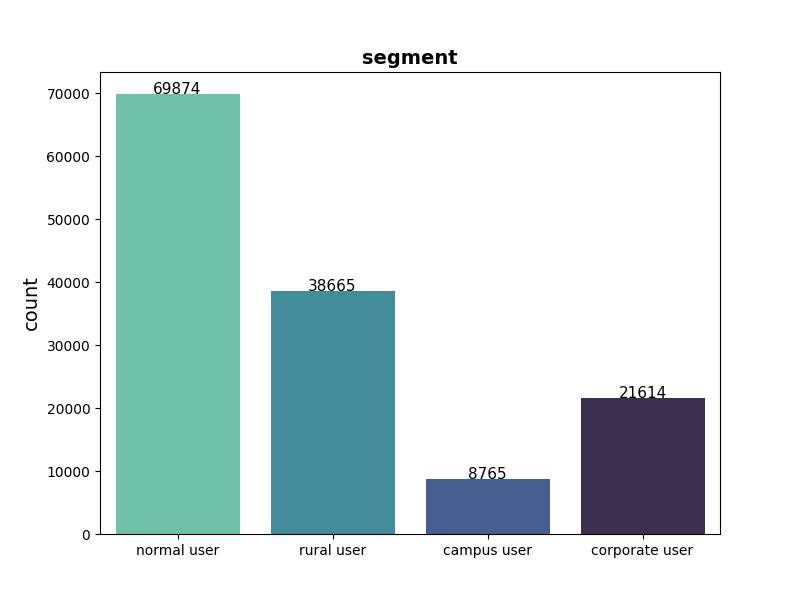 segment
count
70000
60000
50000
40000
30000
20000
10000
0
69874
38665
8765
21614
normal user
rural user
campus user
corporate user